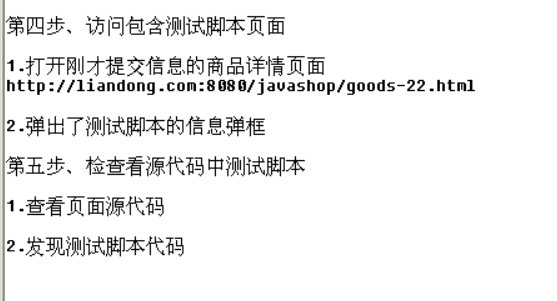 第四步、访问包含测试脚本页面
1.打开刚才提交信息的商品详情页面
http://liandong.com:8080/javashop/goods-22.html
2.弹出了测试脚本的信息弹框
第五步、检查看源代码中测试脚本
1.查看页面源代码
2.发现测试脚本代码